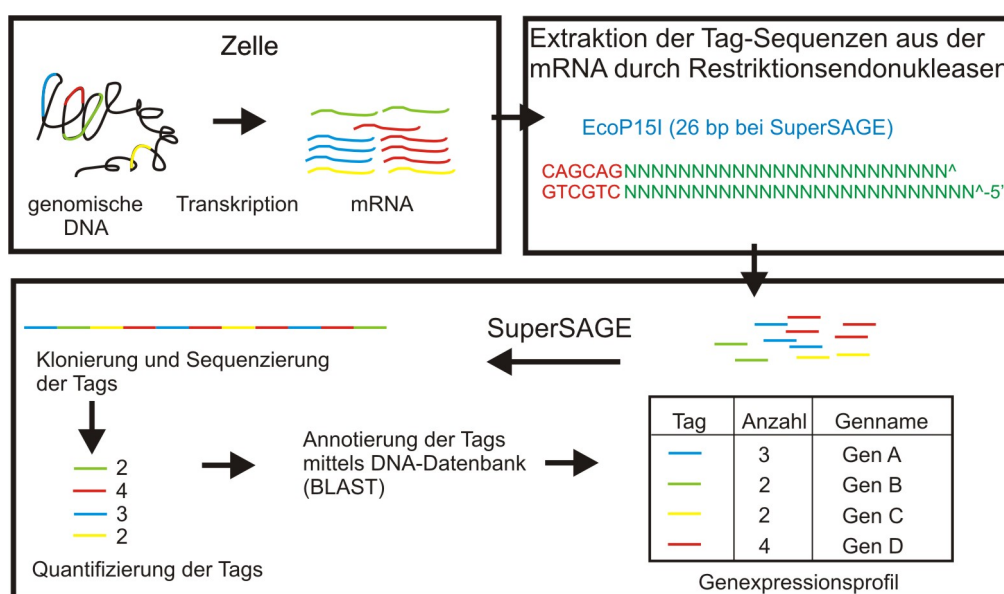 Zelle
genomische
DNA
Transkription
mRNA
Extraktion der Tag-Sequenzen aus der
mRNA durch Restriktionsendonukleasen
EcoP15I (26 bp bei SuperSAGE)
CAGCAGNNNNNNNNNNNNNNNNNNNNNNNNN^
GTCGTCNNNNNNNNNNNNNNNNNNNNNNNNNNN^-5'
SuperSAGE
Klonierung und Sequenzierung
der Tags
2
4
3
2
Quantifizierung der Tags
Annotierung der Tags
mittels DNA-Datenbank
(BLAST)
Tag Anzahl Genname
3 Gen A
2 Gen B
2 Gen C
4 Gen D
Genexpressionsprofil